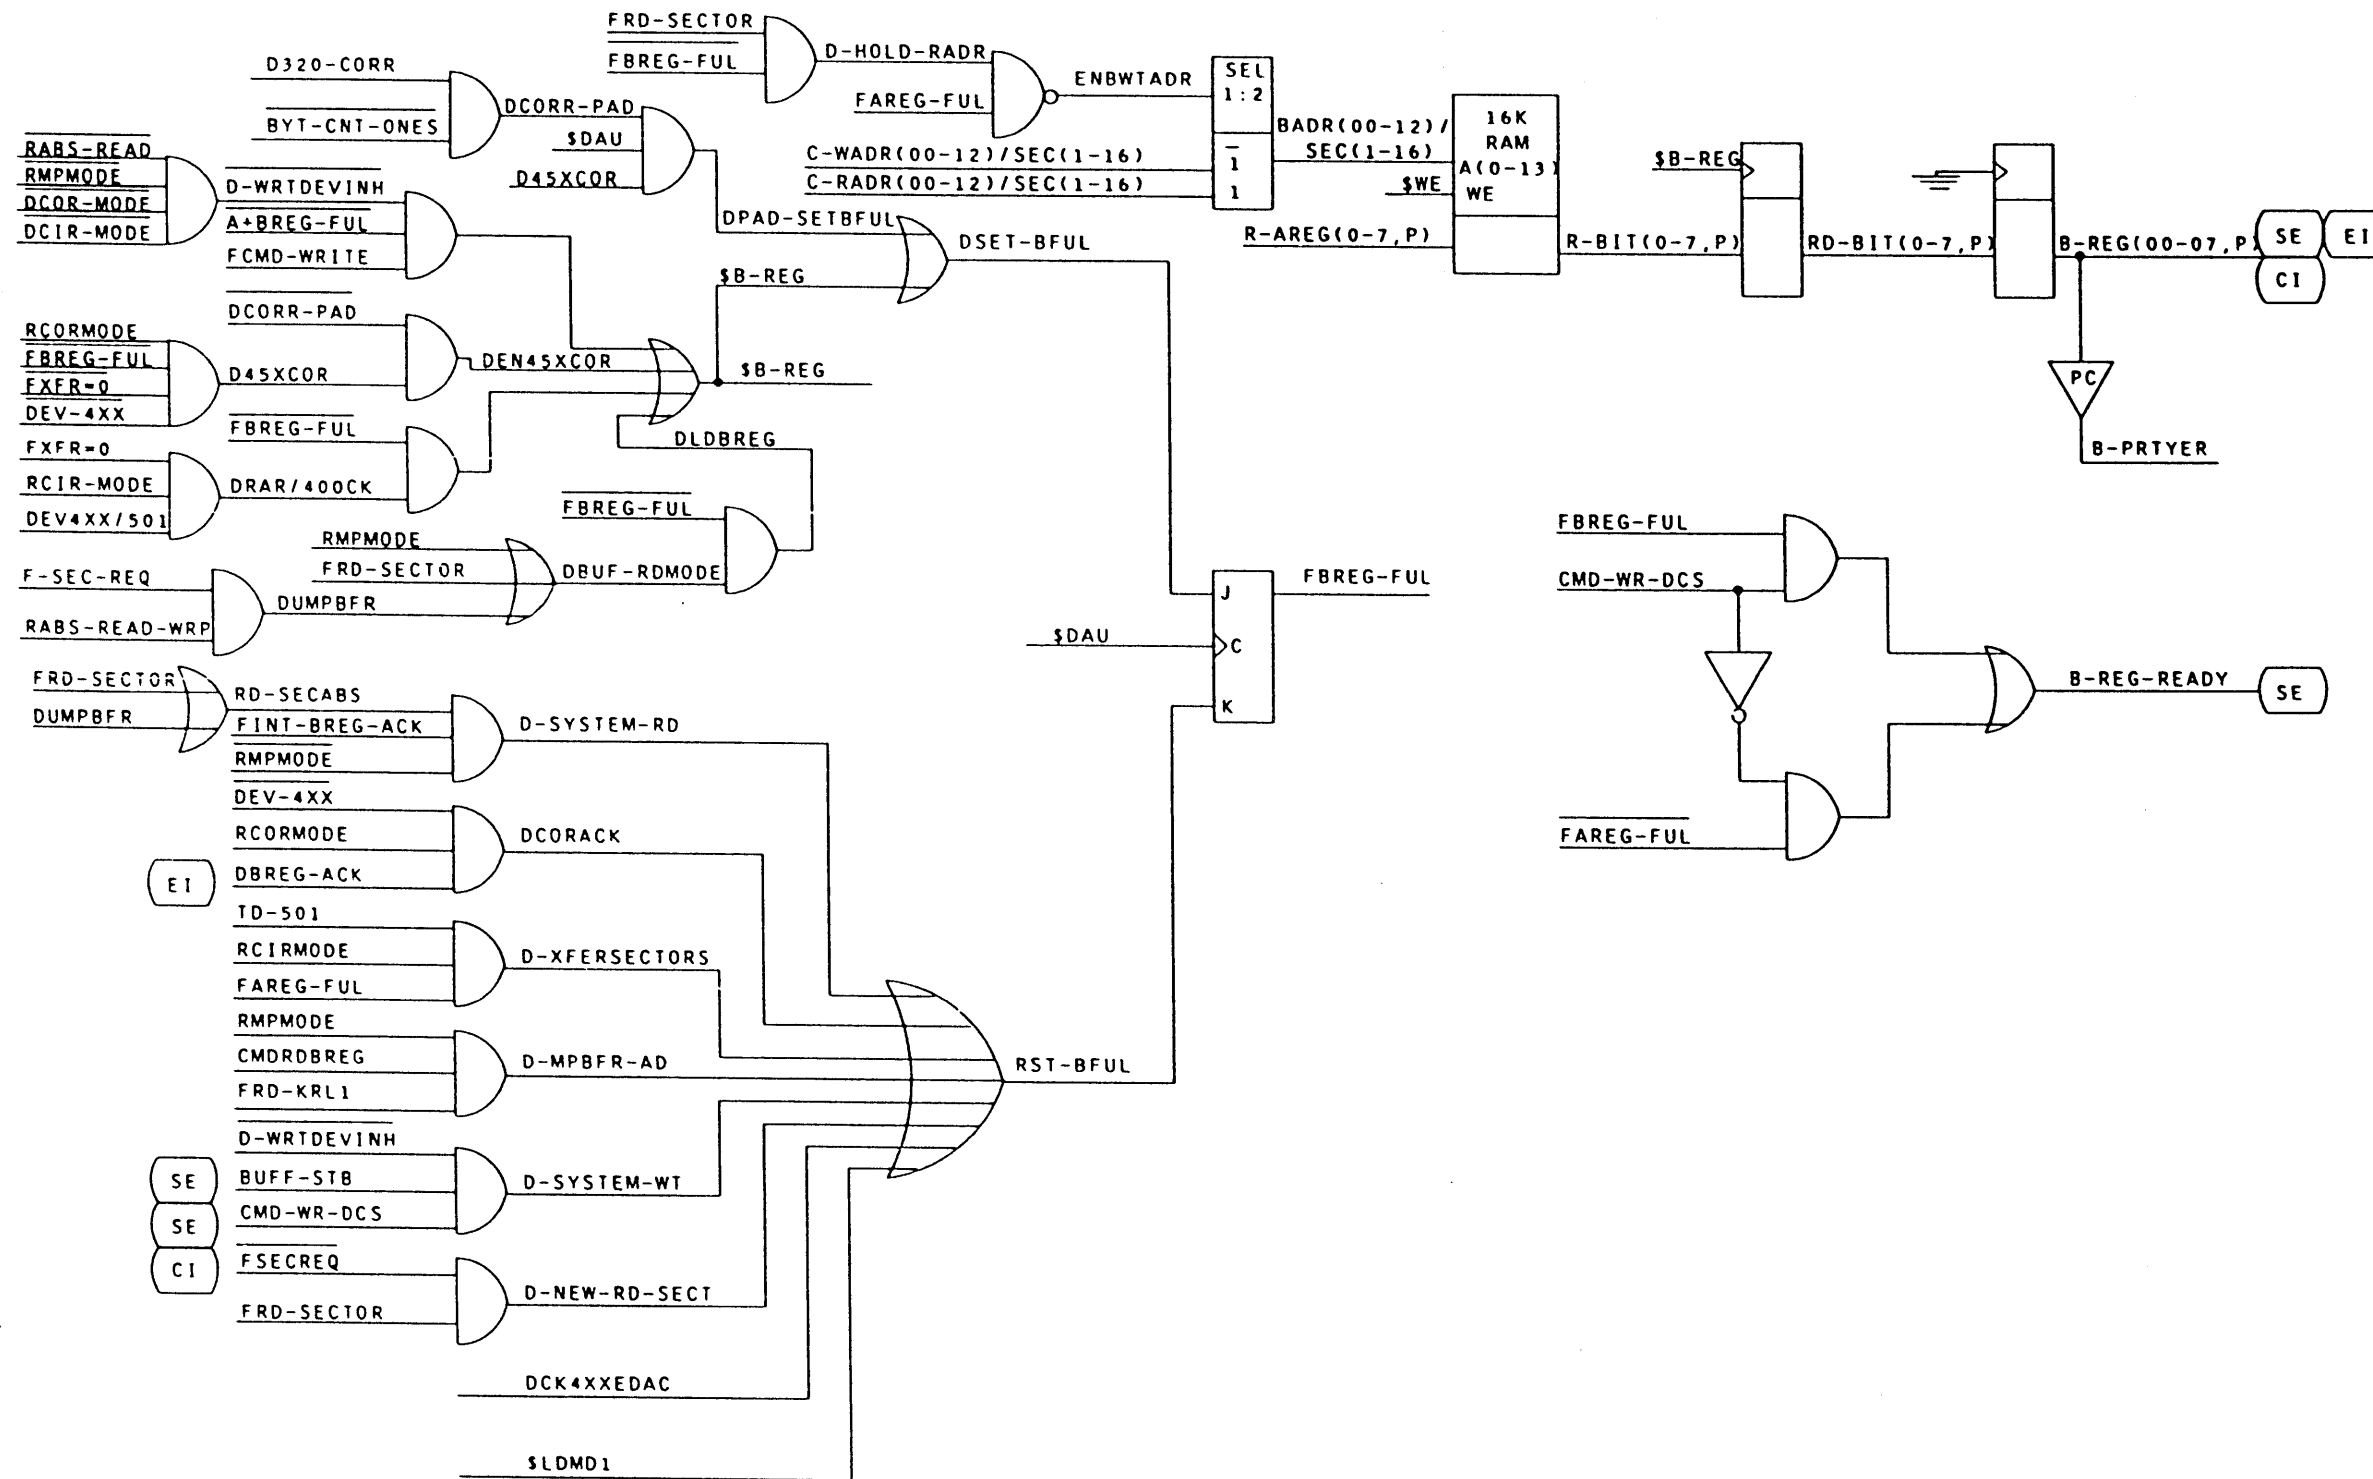 FRD-SECTOR
FBREG-FUL
D-HOLD-RADR
FAREG-FUL
ENBWTADR
SEL
1:2
1
1
C-WADR(00-12)/SEC(1-16)
C-RADR(00-12)/SEC(1-16)
BADR(00-12)/
SEC(1-16)
16K
RAM
A(0-13)
WE
$WE
R-AREG(0-7,P)
R-BIT(0-7,P)
$B-REG
RD-BIT(0-7,P)
B-REG(00-07,P)
SE
EI
CI
PC
B-PRTYER
D320-CORR
BYT-CNT-ONES
DCORR-PAD
$DAU
D45XCOR
DPAD-SETBFUL
$B-REG
DSET-BFUL
RABS-READ
RMPMODE
DCOR-MODE
DCIR-MODE
D-WRTDEVINH
A+BREG-FUL
FCMD-WRITE
DCORR-PAD
RCORMODE
FBREG-FUL
FXFR=0
DEV-4XX
D45XCOR
DEN45XCOR
$B-REG
FBREG-FUL
FXFR=0
RCIR-MODE
DEV4XX/501
DRAR/400CK
DLDBREG
FBREG-FUL
RMPMODE
FRD-SECTOR
DBUF-RDMODE
F-SEC-REQ
RABS-READ-WRP
DUMPBFR
FRD-SECTOR
DUMPBFR
RD-SECABS
FINT-BREG-ACK
RMPMODE
D-SYSTEM-RD
DEV-4XX
RCORMODE
EI
DBREG-ACK
DCORACK
TD-501
RCIRMODE
FAREG-FUL
D-XFERSECTORS
RMPMODE
CMDRDBREG
FRD-KRL1
D-MPBFR-AD
D-WRTDEVINH
SE
BUFF-STB
SE
CMD-WR-DCS
D-SYSTEM-WT
CI
FSECREQ
FRD-SECTOR
D-NEW-RD-SECT
DCK4XXEDAC
$LDMD1
RST-BFUL
$DAU
J
C
K
FBREG-FUL
FBREG-FUL
CMD-WR-DCS
FAREG-FUL
B-REG-READY
SE